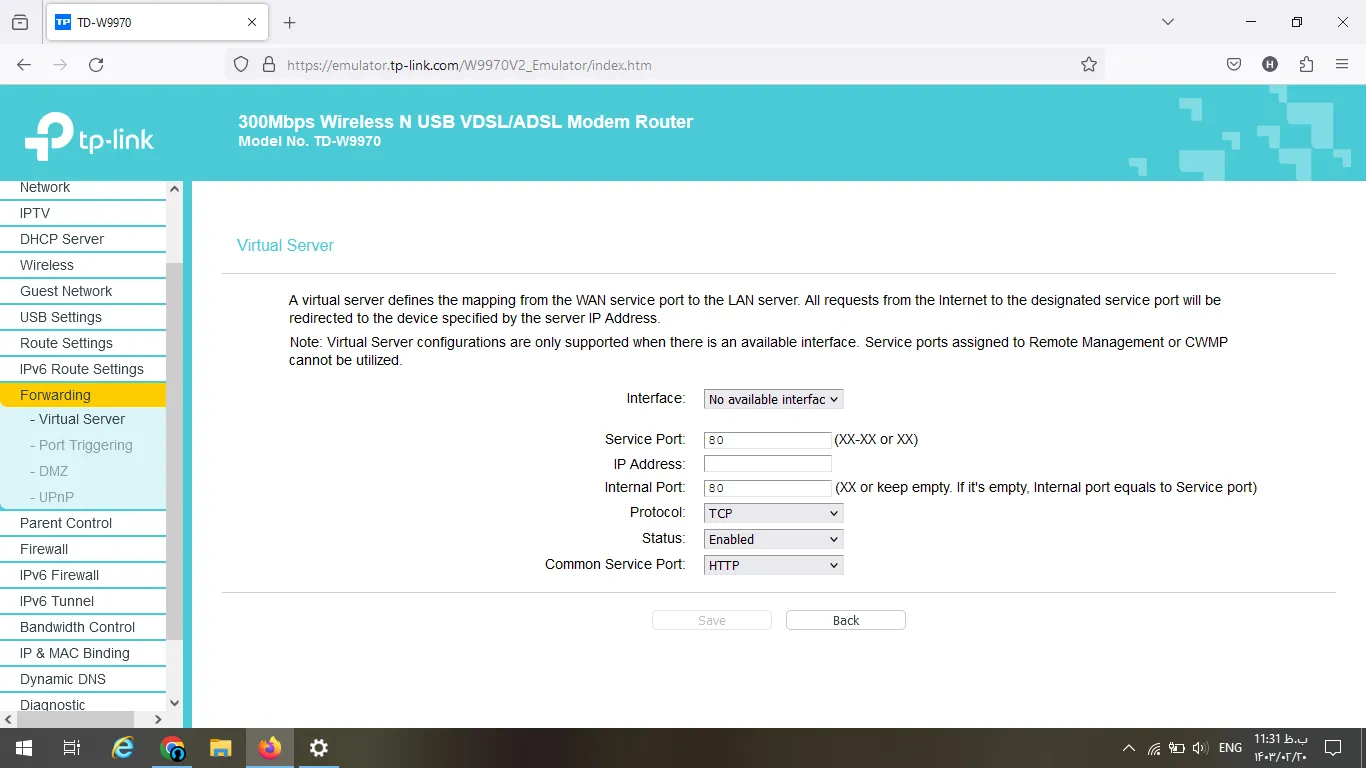 TP TD-W9970
https://emulator.tp-link.com/W9970V2_Emulator/index.htm
H
tp-link
300Mbps Wireless N USB VDSL/ADSL Modem Router
Model No. TD-W9970
Network
IPTV
DHCP Server
Wireless
Guest Network
USB Settings
Route Settings
IPv6 Route Settings
Forwarding
- Virtual Server
- Port Triggering
- DMZ
- UPnP
Parent Control
Firewall
IPv6 Firewall
IPv6 Tunnel
Bandwidth Control
IP & MAC Binding
Dynamic DNS
Diagnostic
Virtual Server
A virtual server defines the mapping from the WAN service port to the LAN server. All requests from the Internet to the designated service port will be
redirected to the device specified by the server IP Address.
Note: Virtual Server configurations are only supported when there is an available interface. Service ports assigned to Remote Management or CWMP
cannot be utilized.
Interface: No available interfac
Service Port: 80 (XX-XX or XX)
IP Address:
Internal Port: 80 (XX or keep empty. If it's empty, Internal port equals to Service port)
Protocol: TCP
Status: Enabled
Common Service Port: HTTP
Save Back
ENG
11:31 ب.ظ
۱۴۰۳/۰۲/۲۰